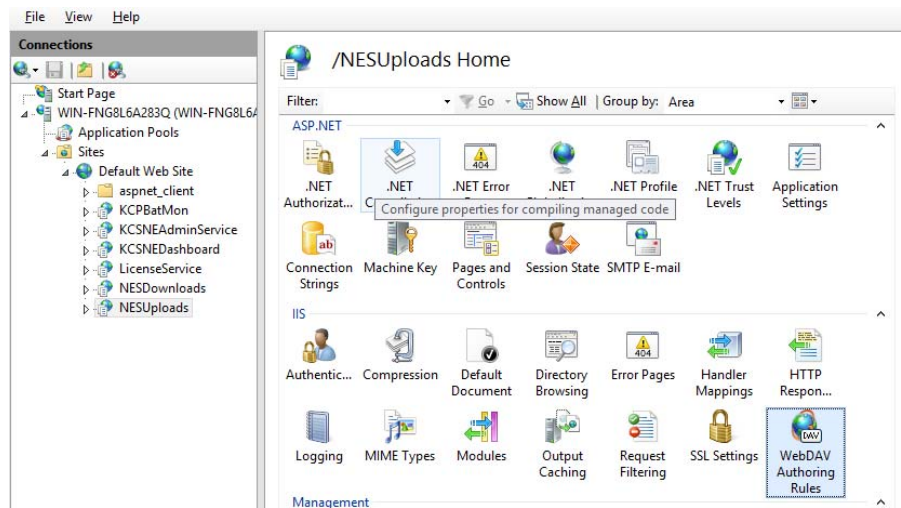 File View Help
Connections
Start Page
WIN-FNG8L6A283Q (WIN-FNG8L6A
Application Pools
Sites
Default Web Site
aspnet_client
KCPBatMon
KCSNEAdminService
KCSNEDashboard
LicenseService
NESDownloads
NESUploads
/NESUploads Home
Filter: Go Show All Group by: Area
ASP.NET
.NET Authorizat...
.NET
.NET Error
.NET
.NET Profile
.NET Trust Levels
Application Settings
Configure properties for compiling managed code
Connection Strings
Machine Key
Pages and Controls
Session State
SMTP E-mail
IIS
Authentic...
Compression
Default Document
Directory Browsing
Error Pages
Handler Mappings
HTTP Respon...
Logging
MIME Types
Modules
Output Caching
Request Filtering
SSL Settings
WebDAV Authoring Rules
Management
404
ab
404
DAV